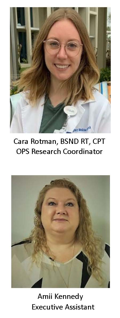 Cara Rotman, BSND RT, CPT
OPS Research Coordinator
Amii Kennedy
Executive Assistant